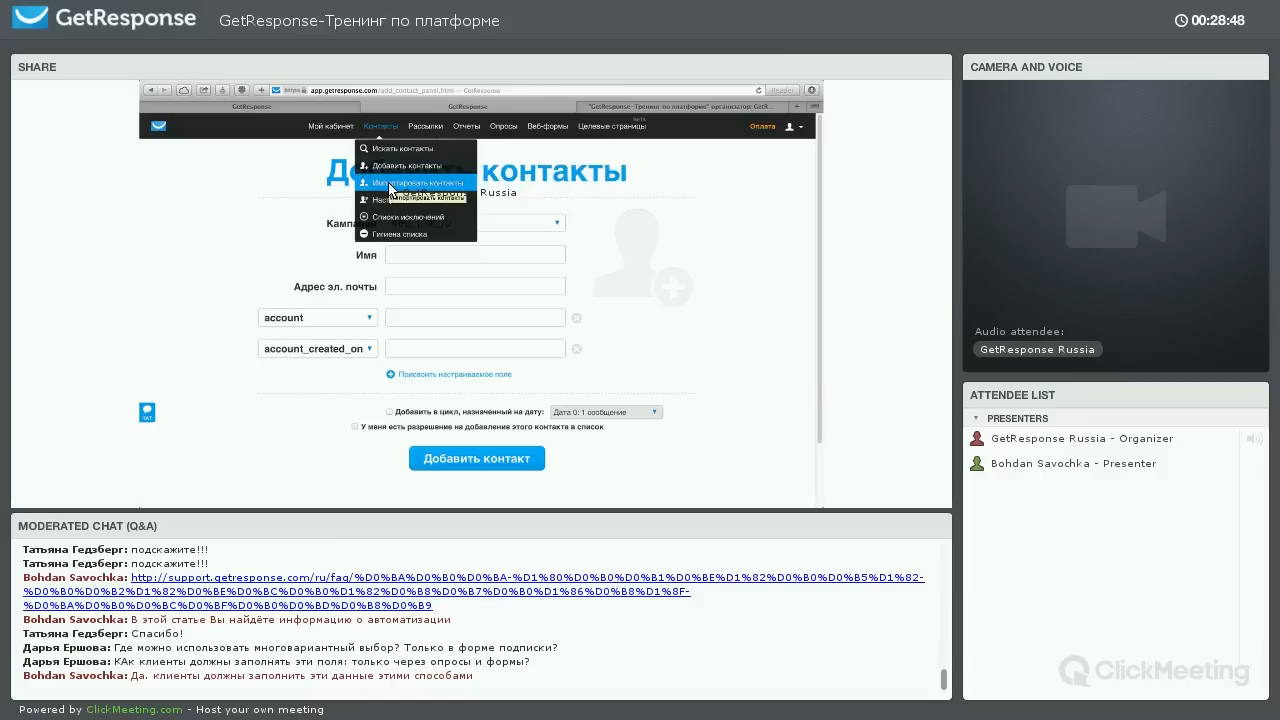 GetResponse GetResponse-Тренинг по платформе 00:28:48
SHARE
https app.getresponse.com/add_contact_panel.html — GetResponse Reader
GetResponse GetResponse "GetResponse-Тренинг по платформе" организатор: GetR...
Мой кабинет Контакты Рассылки Отчеты Опросы Веб-формы Целевые страницы BETA Оплата
Искать контакты
Добавить контакты
Импортировать контакты
контакты
Russia
Списки исключений
Гигиена списка
Имя
Адрес эл. почты
account
account_created_on
Присвоить настраиваемое поле
ЧАТ
Добавить в цикл, назначенный на дату: Дата 0: 1 сообщение
У меня есть разрешение на добавление этого контакта в список
Добавить контакт
CAMERA AND VOICE
Audio attendee:
GetResponse Russia
ATTENDEE LIST
PRESENTERS
GetResponse Russia - Organizer
Bohdan Savochka - Presenter
ClickMeeting
MODERATED CHAT (Q&A)
Татьяна Гедзберг: подскажите!!!
Татьяна Гедзберг: подскажите!!!
Bohdan Savochka: http://support.getresponse.com/ru/faq/%D0%BA%D0%B0%D0%BA-%D1%80%D0%B0%D0%B1%D0%BE%D1%82%D0%B0%D0%B5%D1%82-
%D0%B0%D0%B2%D1%82%D0%BE%D0%BC%D0%B0%D1%82%D0%B8%D0%B7%D0%B0%D1%86%D0%B8%D1%8F-
%D0%BA%D0%B0%D0%BC%D0%BF%D0%B0%D0%BD%D0%B8%D0%B9
Bohdan Savochka: В этой статье Вы найдёте информацию о автоматизации
Татьяна Гедзберг: Спасибо!
Дарья Ершова: Где можно использовать многовариантный выбор? Только в форме подписки?
Дарья Ершова: КАк клиенты должны заполнять эти поля: только через опросы и формы?
Bohdan Savochka: Да. клиенты должны заполнить эти данные этими способами
Powered by ClickMeeting.com - Host your own meeting